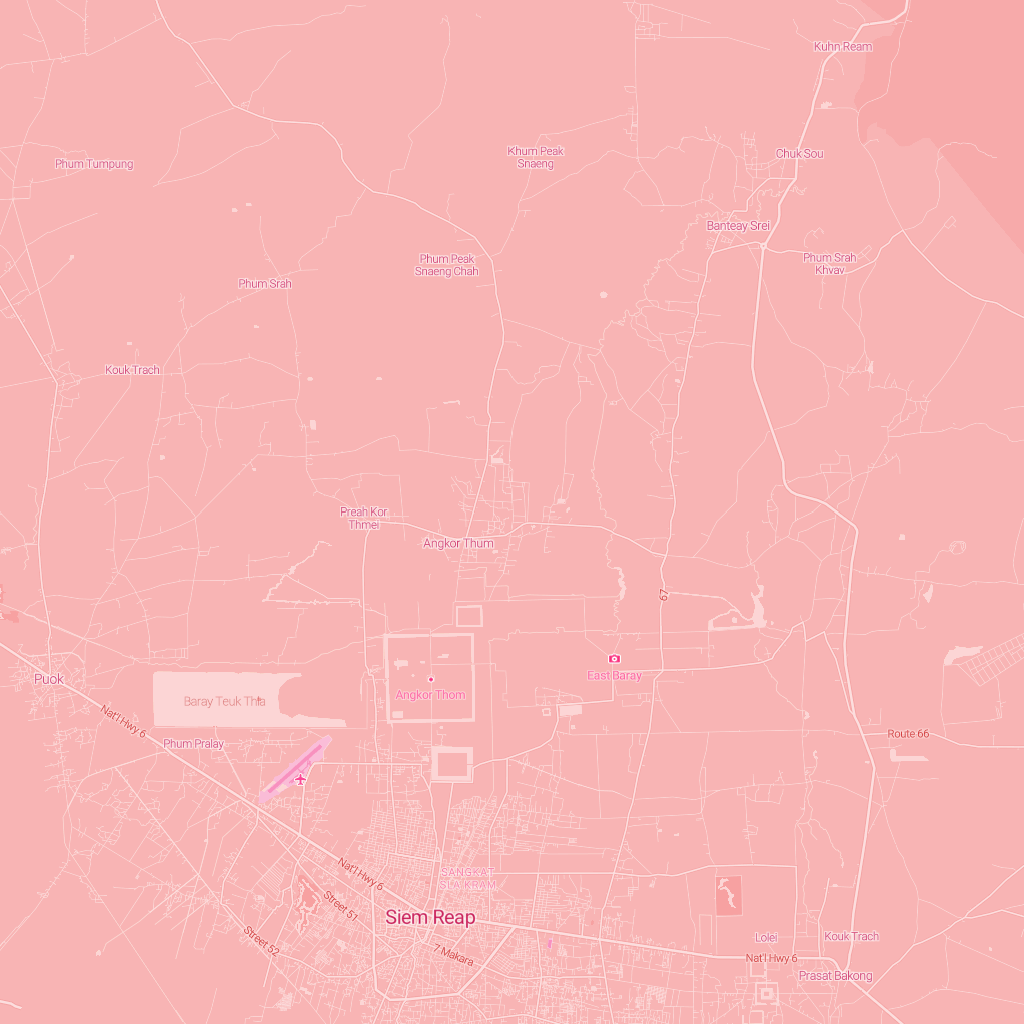 Kuhn Ream
Khum Peak
Snaeng
Chuk Sou
Phum Tumpung
Banteay Srei
Phum Peak
Snaeng Chah
Phum Srah
Khvav
Phum Srah
Kouk Trach
Preah Kor
Thmei
Angkor Thum
67
East Baray
Puok
Angkor Thom
Baray Teuk Thla
Nat'l Hwy 6
Route 66
Phum Pralay
Nat'l Hwy 6
SANGKAT
SLA KRAM
Street 51
Siem Reap
Street 52
7 Makara
Lolei
Kouk Trach
Nat'l Hwy 6
Prasat Bakong